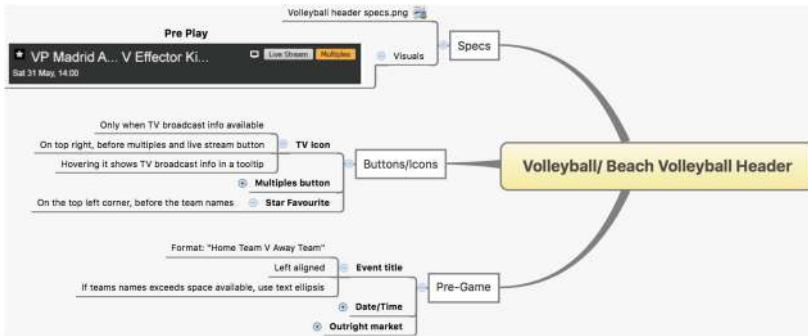 Volleyball header specs.png
Pre Play
VP Madrid A... V Effector Ki...
Live Stream
Multiples
Sat 31 May, 14:00
Visuals
Specs
Only when TV broadcast info available
On top right, before multiples and live stream button
TV Icon
Hovering it shows TV broadcast info in a tooltip
Buttons/Icons
Multiples button
On the top left corner, before the team names
Star Favourite
Volleyball/ Beach Volleyball Header
Format: "Home Team V Away Team"
Left aligned
Event title
If teams names exceeds space available, use text ellipsis
Pre-Game
Date/Time
Outright market